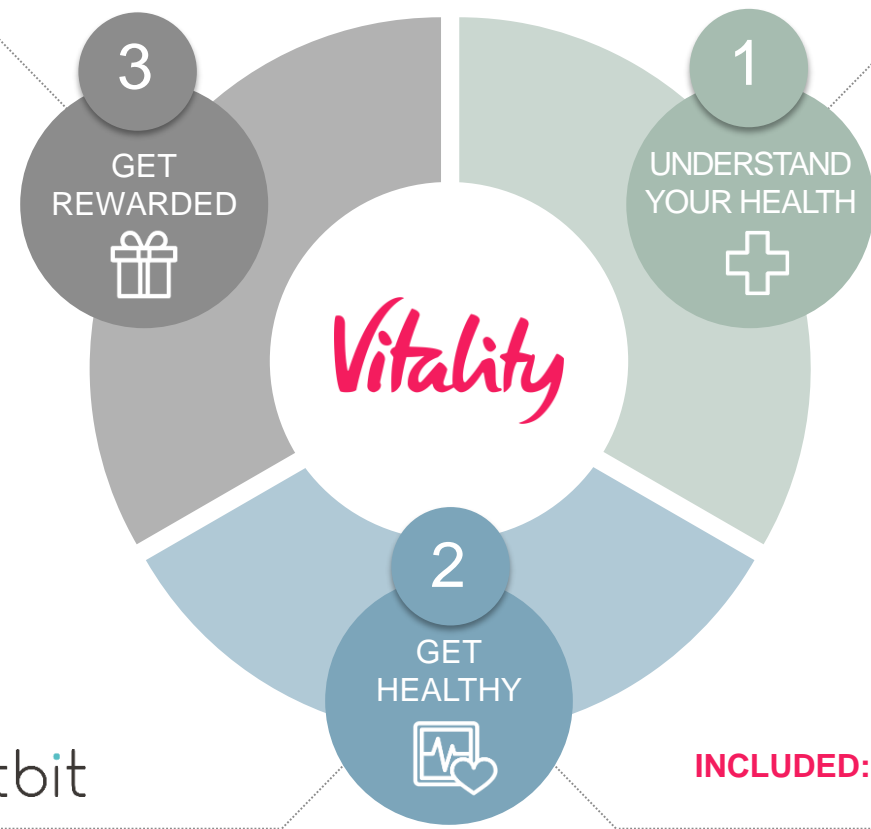 3
GET
REWARDED
1
UNDERSTAND
YOUR HEALTH
Vitality
2
GET
HEALTHY
tbit
INCLUDED: